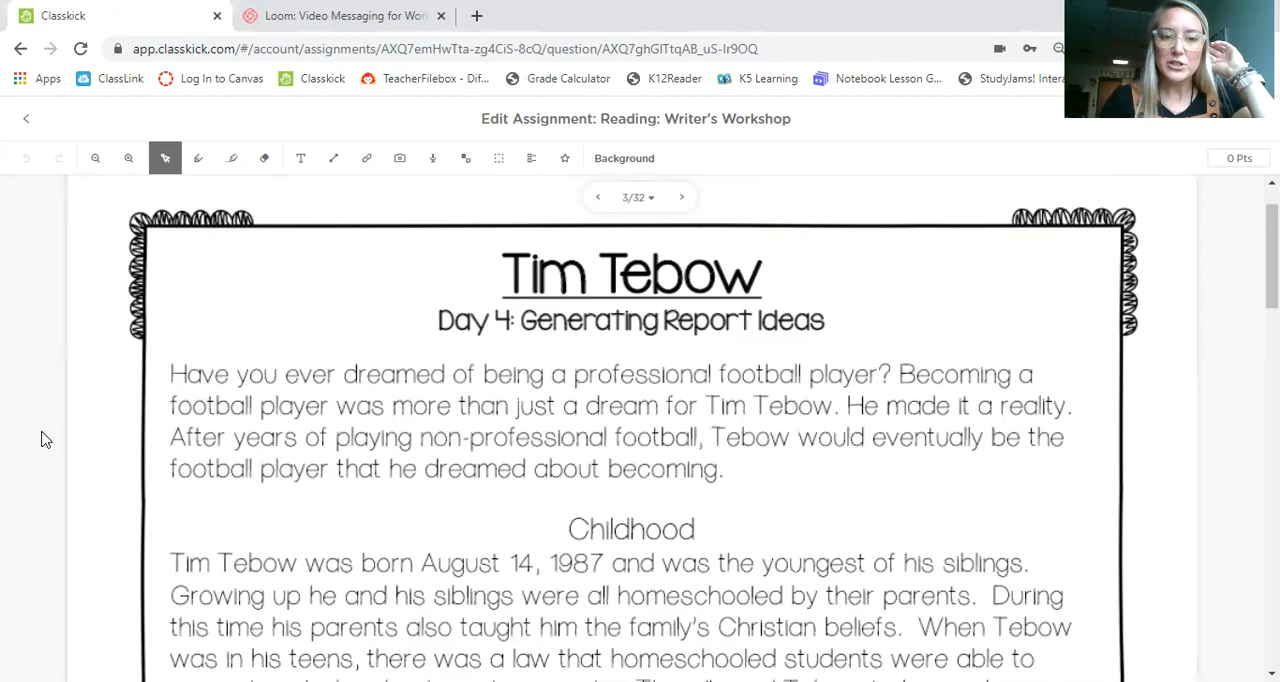 Classkick
Loom: Video Messaging for Wor
app.classkick.com/#/account/assignments/AXQ7emHwTta-zg4CiS-8cQ/question/AXQ7ghGlTtqAB_uS-Ir9OQ
Apps ClassLink Log In to Canvas Classkick TeacherFilebox - Dif... Grade Calculator K12Reader K5 Learning Notebook Lesson G... StudyJams! Intera
Edit Assignment: Reading: Writer's Workshop
T Background 0 Pts
3/32
Tim Tebow
Day 4: Generating Report Ideas
Have you ever dreamed of being a professional football player? Becoming a
football player was more than just a dream for Tim Tebow. He made it a reality.
After years of playing non-professional football, Tebow would eventually be the
football player that he dreamed about becoming.
Childhood
Tim Tebow was born August 14, 1987 and was the youngest of his siblings.
Growing up he and his siblings were all homeschooled by their parents. During
this time his parents also taught him the family's Christian beliefs. When Tebow
was in his teens, there was a law that homeschooled students were able to